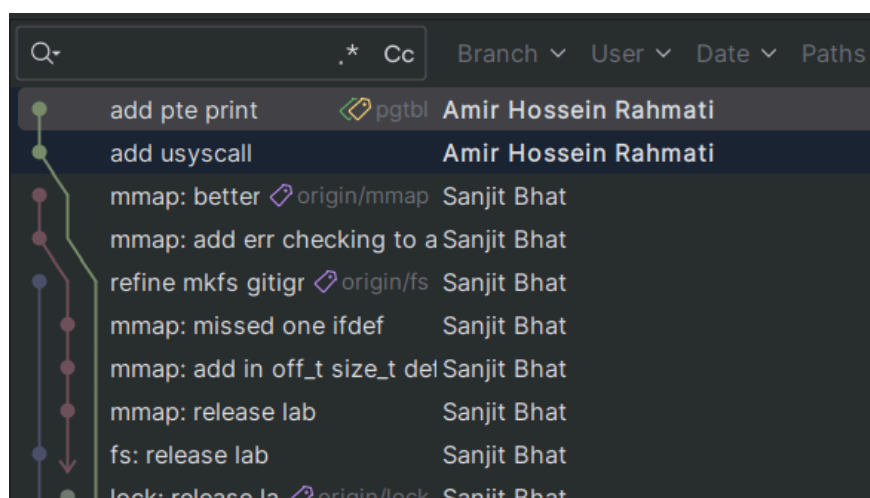 .* Cc Branch User Date Paths
add pte print pgtbl Amir Hossein Rahmati
add usyscall Amir Hossein Rahmati
mmap: better origin/mmap Sanjit Bhat
mmap: add err checking to a Sanjit Bhat
refine mkfs gitigr origin/fs Sanjit Bhat
mmap: missed one ifdef Sanjit Bhat
mmap: add in off_t size_t def Sanjit Bhat
mmap: release lab Sanjit Bhat
fs: release lab Sanjit Bhat
lock: release la origin/lock Sanjit Bhat